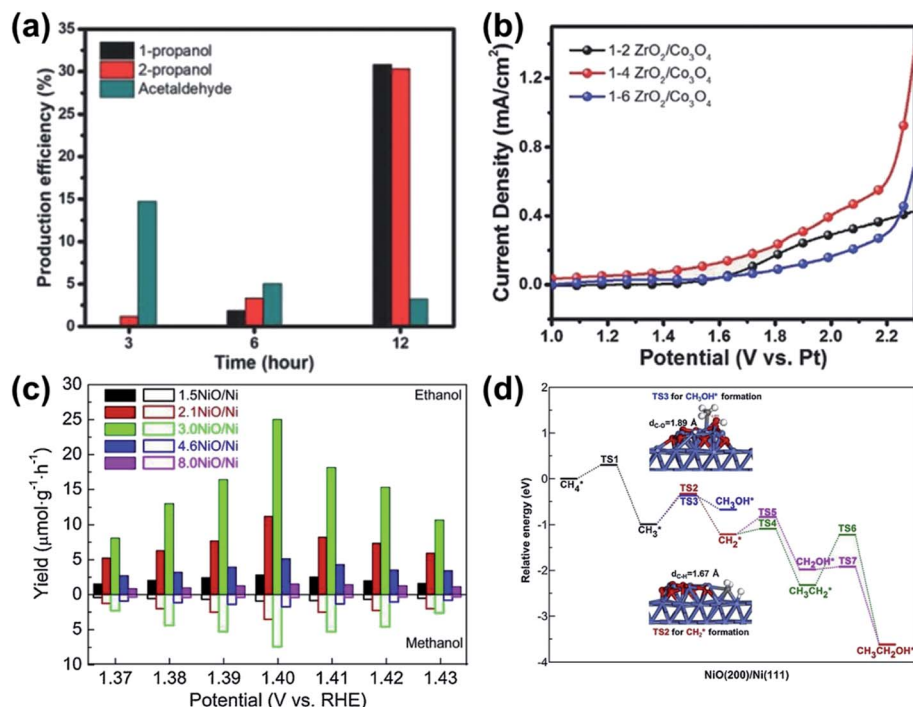 (a)
1-propanol
2-propanol
Acetaldehyde
Production efficiency (%)
35
30
25
20
15
10
5
0
3
6
12
Time (hour)
(b)
1-2 ZrO₂/Co₃O₄
1-4 ZrO₂/Co₃O₄
1-6 ZrO₂/Co₃O₄
Current Density (mA/cm²)
1.2
0.8
0.4
0.0
1.0 1.2 1.4 1.6 1.8 2.0 2.2
Potential (V vs. Pt)
(c)
1.5NiO/Ni
2.1NiO/Ni
3.0NiO/Ni
4.6NiO/Ni
8.0NiO/Ni
Ethanol
Methanol
Yield (μmol·g⁻¹·h⁻¹)
30
25
20
15
10
5
0
5
10
1.37 1.38 1.39 1.40 1.41 1.42 1.43
Potential (V vs. RHE)
(d)
Relative energy (eV)
2
1
0
-1
-2
-3
-4
TS3 for CH₃OH* formation
d_C-O=1.89 Å
CH₄*
TS1
CH₃*
TS2
TS3
CH₃OH*
CH₂*
TS5
TS4
CH₂OH*
CH₃CH₂*
TS6
TS7
CH₃CH₂OH*
d_C-H=1.67 Å
TS2 for CH₂* formation
NiO(200)/Ni(111)